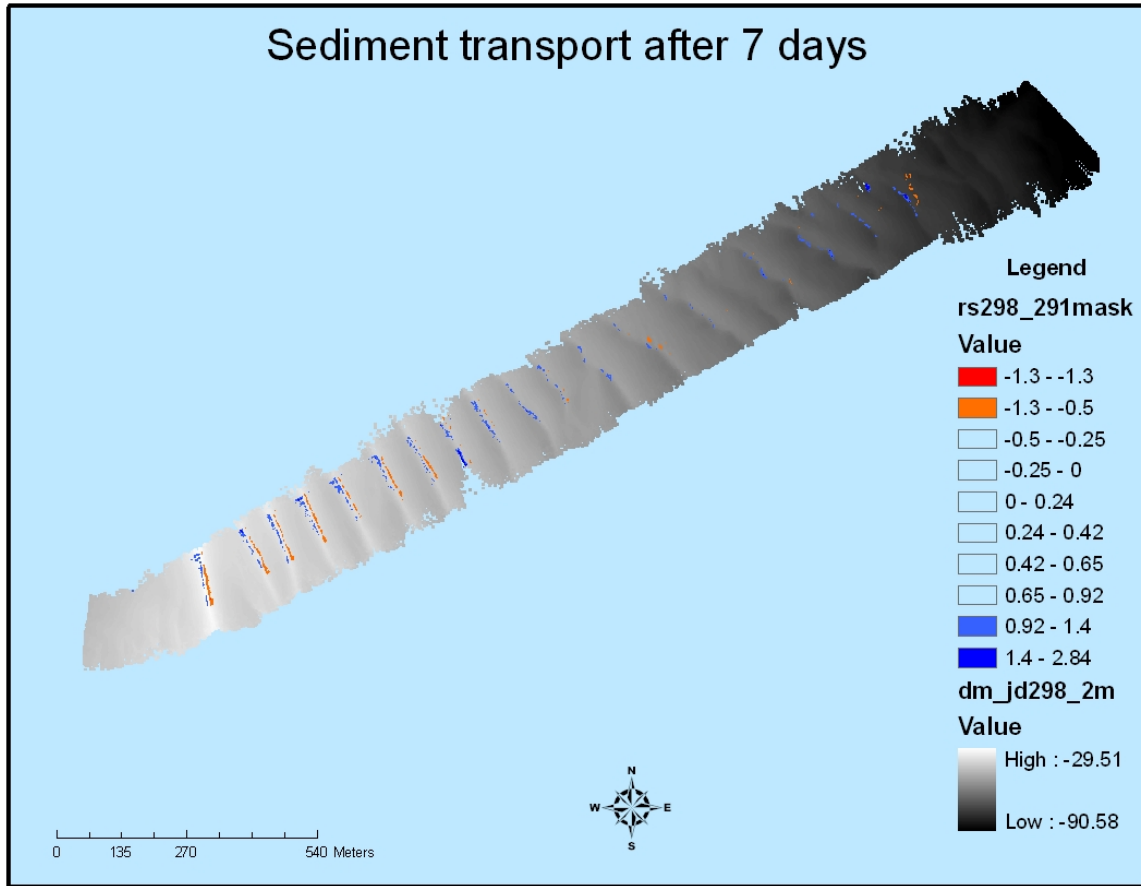 Sediment transport after 7 days
Legend
rs298_291mask
Value
-1.3 - -1.3
-1.3 - -0.5
-0.5 - -0.25
-0.25 - 0
0 - 0.24
0.24 - 0.42
0.42 - 0.65
0.65 - 0.92
0.92 - 1.4
1.4 - 2.84
dm_jd298_2m
Value
High : -29.51
Low : -90.58
N
W E
S
0 135 270 540 Meters